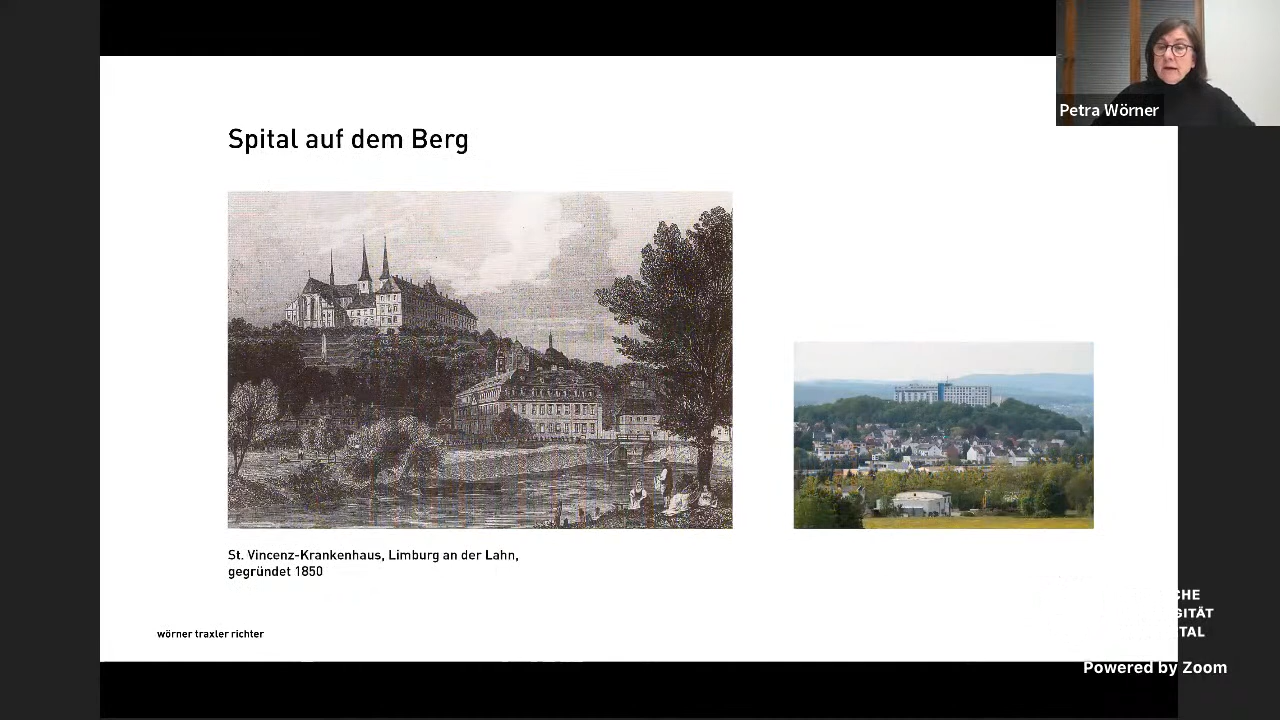 Petra Wörner
Spital auf dem Berg
St. Vincenz-Krankenhaus, Limburg an der Lahn,
gegründet 1850
wörner traxler richter
CHE
GITÄT
TAL
Powered by Zoom